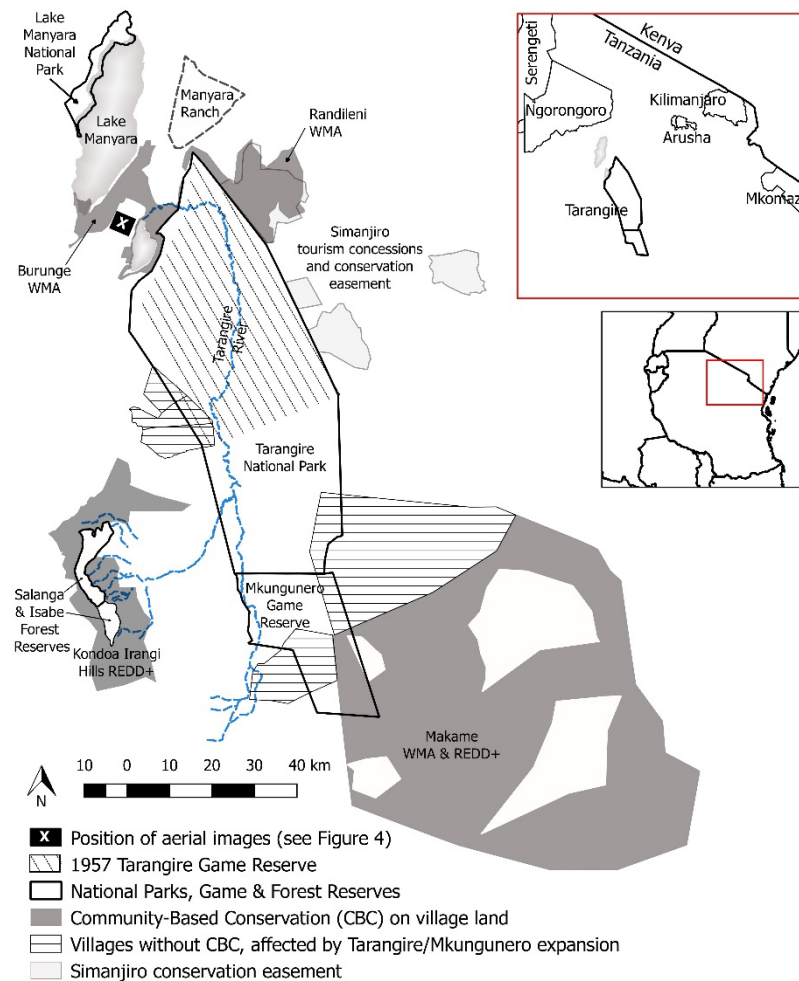 Lake
Manyara
National
Park
Manyara
Ranch
Randileni
WMA
Lake
Manyara
X
Burunge
WMA
Simanjiro
tourism concessions
and conservation
easement
Tarangire
River
Tarangire
National Park
Mkungunero
Game
Reserve
Salanga
& Isabe
Forest
Reserves
Kondoa Irangi
Hills REDD+
Makame
WMA & REDD+
Serengeti
Kenya
Tanzania
Ngorongoro
Kilimanjaro
Arusha
Mkomaz
Tarangire
N
10 0 10 20 30 40 km
X Position of aerial images (see Figure 4)
1957 Tarangire Game Reserve
National Parks, Game & Forest Reserves
Community-Based Conservation (CBC) on village land
Villages without CBC, affected by Tarangire/Mkungunero expansion
Simanjiro conservation easement